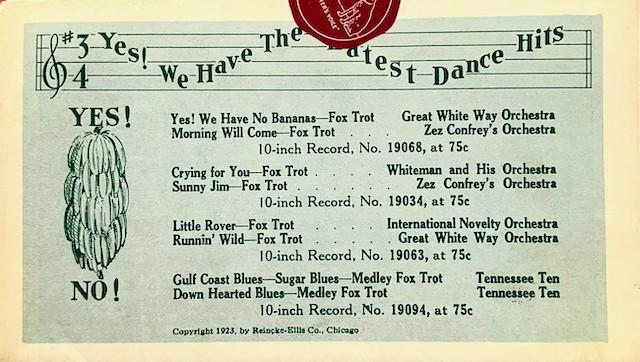 'S VOICE"
3
4
Yes! We Have The Latest Dance Hits
YES!
NO!
Yes! We Have No Bananas—Fox Trot Great White Way Orchestra
Morning Will Come—Fox Trot . . . Zez Confrey's Orchestra
10-inch Record, No. 19068, at 75c
Crying for You—Fox Trot . . . . Whiteman and His Orchestra
Sunny Jim—Fox Trot . . . . . Zez Confrey's Orchestra
10-inch Record, No. 19034, at 75c
Little Rover—Fox Trot . . . . International Novelty Orchestra
Runnin' Wild—Fox Trot . . . . . Great White Way Orchestra
10-inch Record, No. 19063, at 75c
Gulf Coast Blues—Sugar Blues—Medley Fox Trot Tennessee Ten
Down Hearted Blues—Medley Fox Trot Tennessee Ten
10-inch Record, No. 19094, at 75c
Copyright 1923, by Reincke-Ellis Co., Chicago